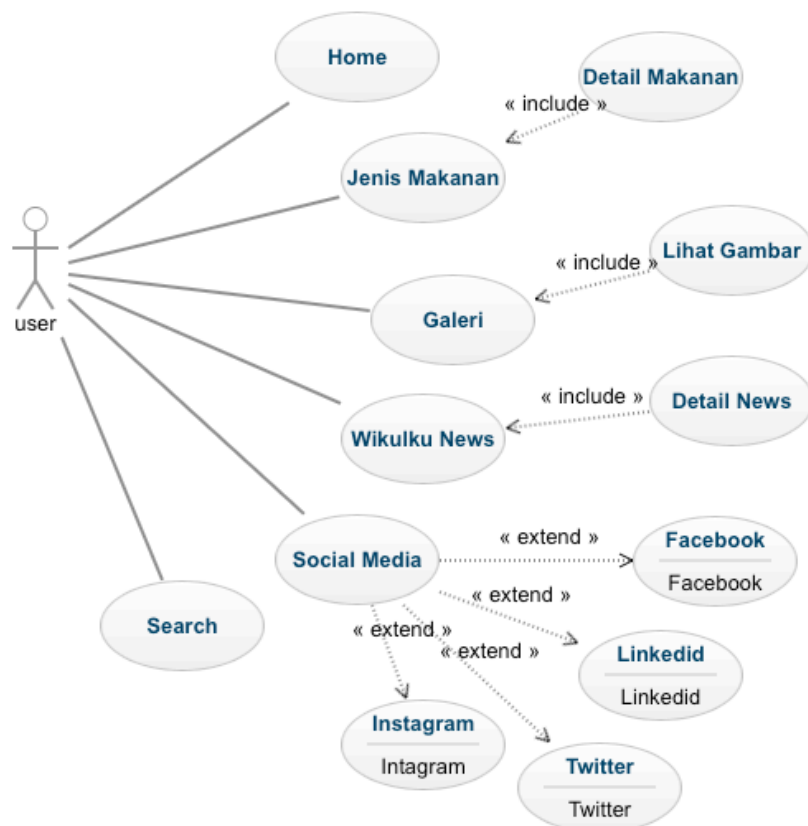 Home
Detail Makanan
« include »
Jenis Makanan
Lihat Gambar
« include »
user
Galeri
« include »
Detail News
Wikulku News
Social Media
« extend »
Facebook
Facebook
« extend »
Search
« extend »
« extend »
Linkedid
Linkedid
Instagram
Intagram
Twitter
Twitter